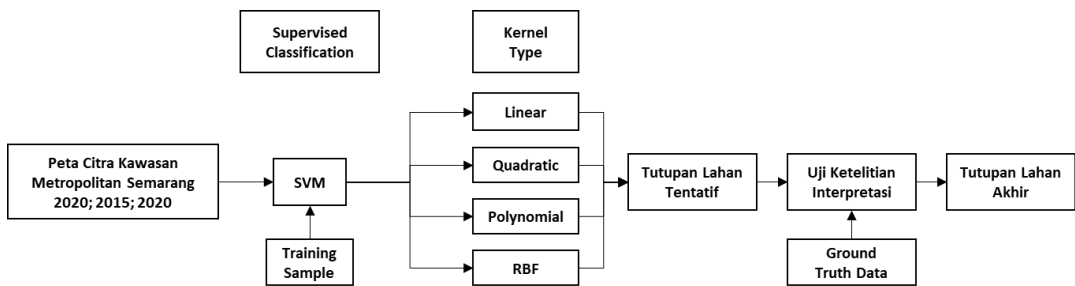 Supervised
Classification
Kernel
Type
Linear
Quadratic
Polynomial
RBF
Peta Citra Kawasan
Metropolitan Semarang
2020; 2015; 2020
SVM
Training
Sample
Tutupan Lahan
Tentatif
Uji Ketelitian
Interpretasi
Tutupan Lahan
Akhir
Ground
Truth Data